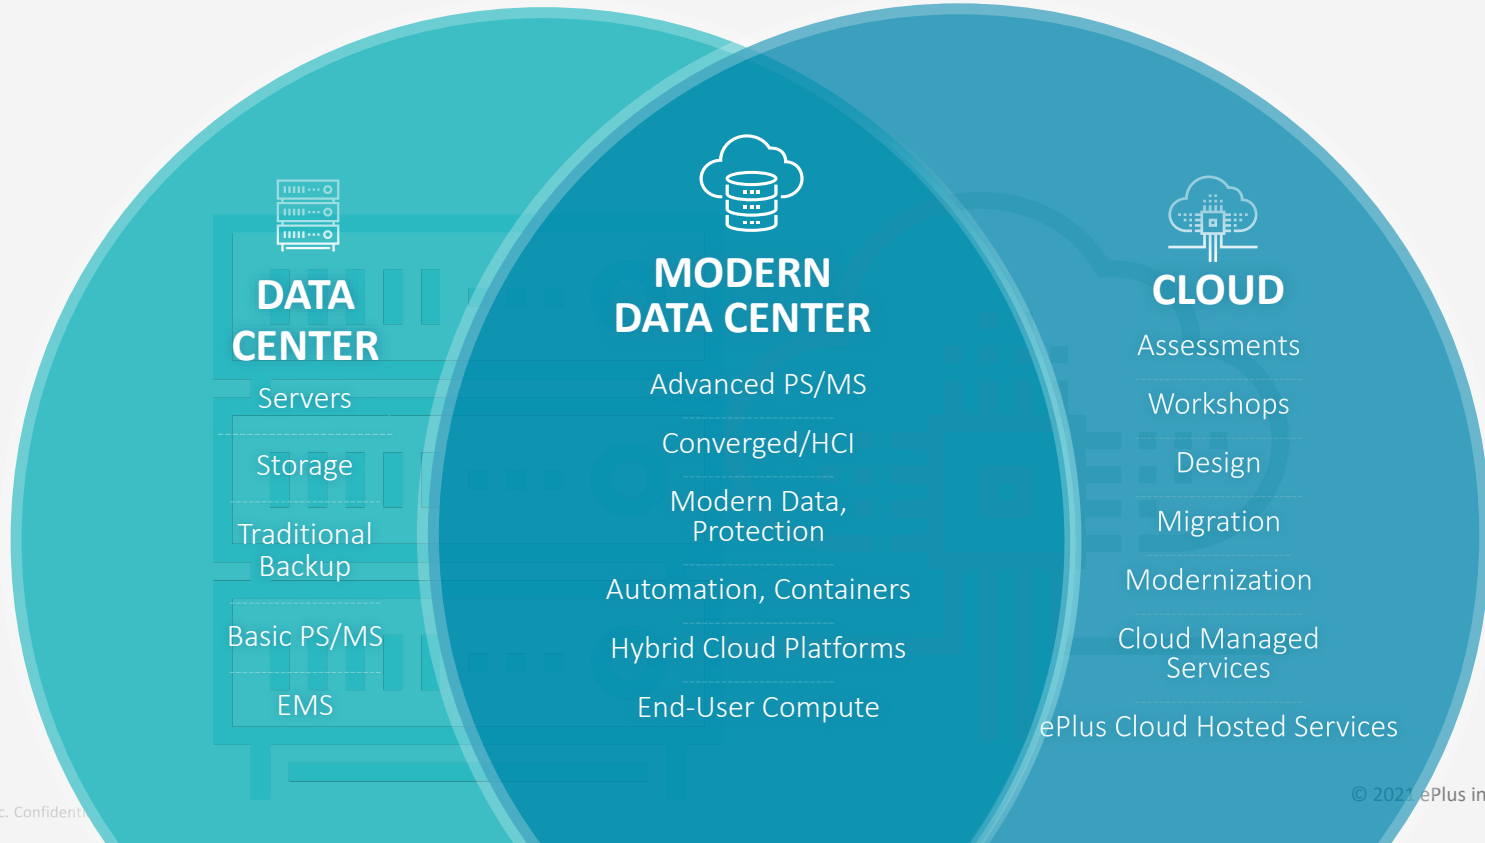 DATA
CENTER
Servers
Storage
Traditional
Backup
Basic PS/MS
EMS
MODERN
DATA CENTER
Advanced PS/MS
Converged/HCI
Modern Data,
Protection
Automation, Containers
Hybrid Cloud Platforms
End-User Compute
CLOUD
Assessments
Workshops
Design
Migration
Modernization
Cloud Managed
Services
ePlus Cloud Hosted Services
© 2021 ePlus in
c. Confident